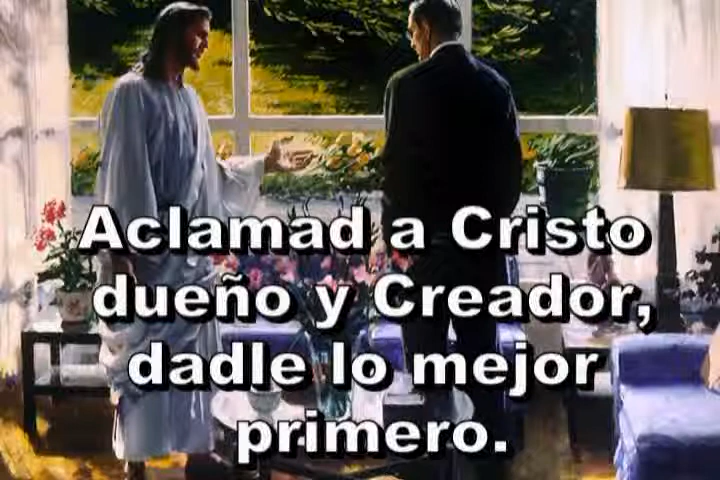 Aclamad a Cristo
dueño y Creador,
dadle lo mejor
primero.